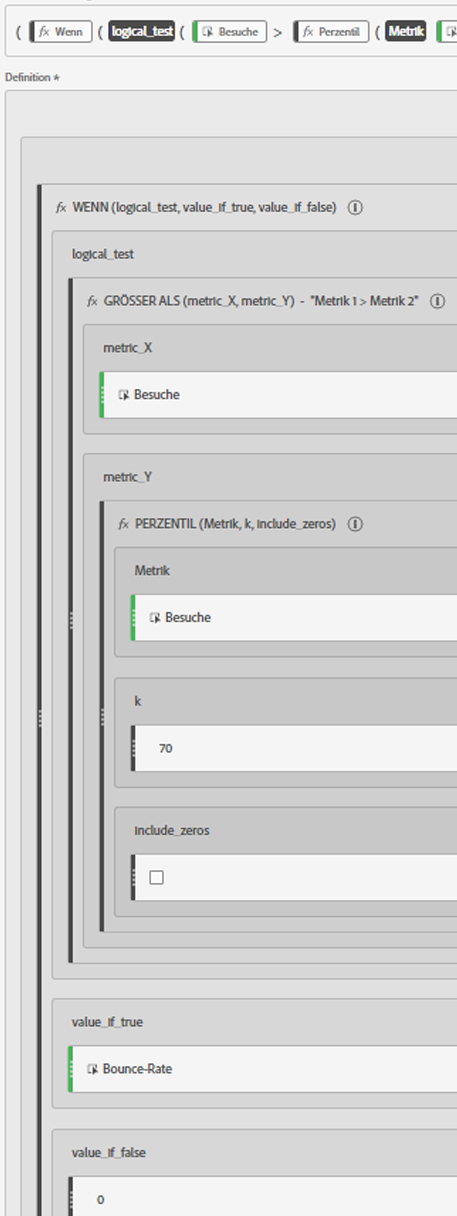 ( fx Wenn ( logical_test ( Besuche > fx Perzentil ( Metrik
Definition *
fx WENN (logical_test, value_if_true, value_if_false)
logical_test
fx GRÖSSER ALS (metric_X, metric_Y) - "Metrik 1 > Metrik 2"
metric_X
Besuche
metric_Y
fx PERZENTIL (Metrik, k, include_zeros)
Metrik
Besuche
k
70
include_zeros
value_if_true
Bounce-Rate
value_if_false
0